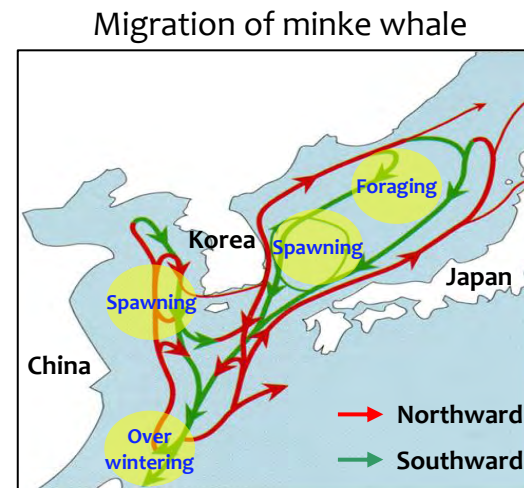 Migration of minke whale
Foraging
Korea
Spawning
Japan
Spawning
China
Over
wintering
Northward
Southward